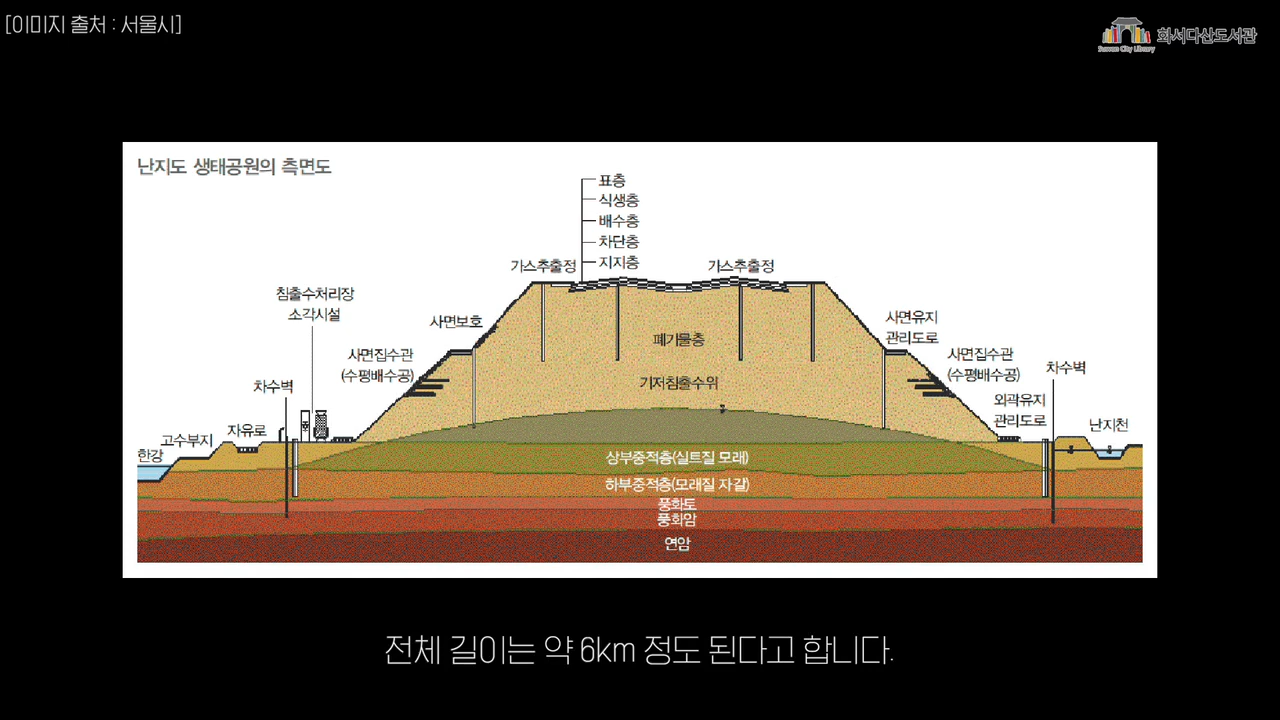 [이미지 출처 : 서울시]
Suwon City Library
화서다산도서관
난지도 생태공원의 측면도
표층
식생층
배수층
차단층
지지층
가스추출정
가스추출정
침출수처리장
소각시설
사면보호
사면유지
관리도로
폐기물층
사면집수관
(수평배수공)
사면집수관
(수평배수공)
차수벽
차수벽
기저침출수위
외곽유지
관리도로
자유로
고수부지
한강
난지천
상부중적층(실트질 모래)
하부중적층(모래질 자갈)
풍화토
풍화암
연암
전체 길이는 약 6km 정도 된다고 합니다.